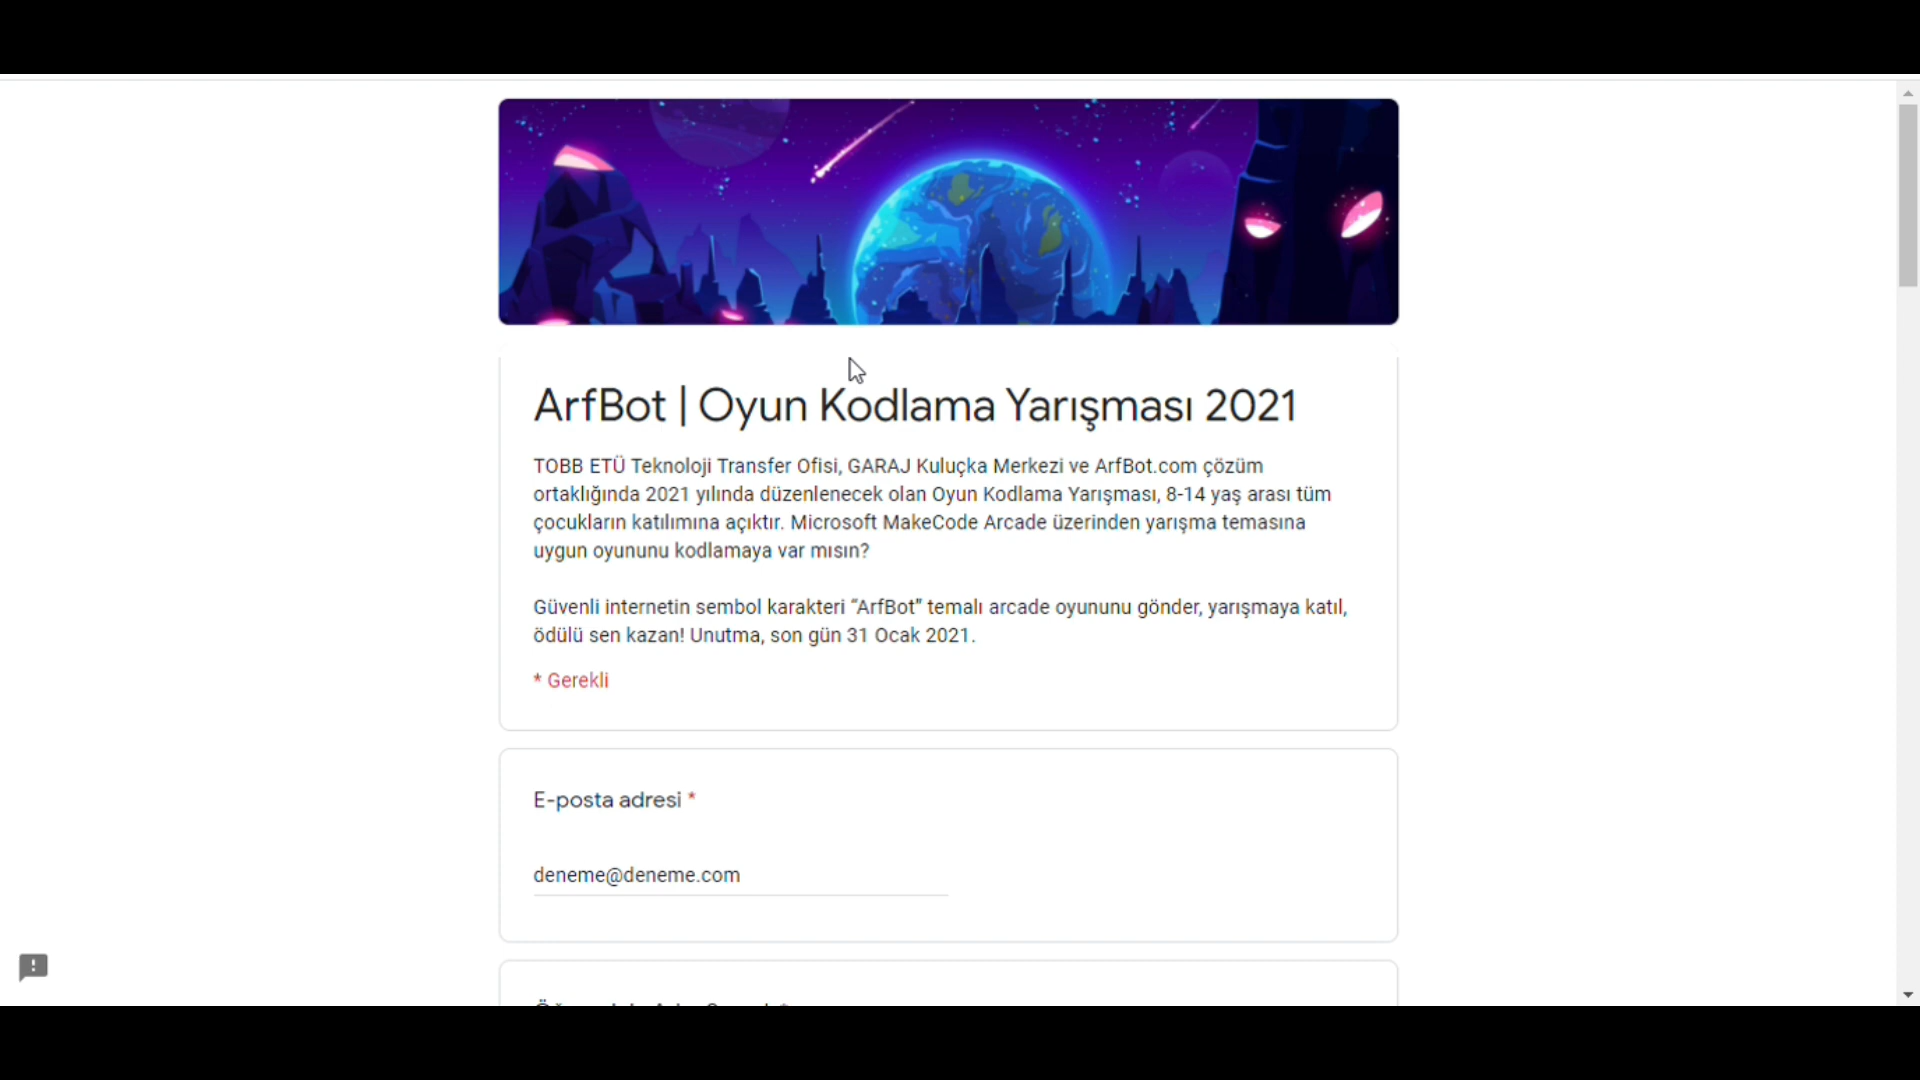 ArfBot | Oyun Kodlama Yarışması 2021
TOBB ETÜ Teknoloji Transfer Ofisi, GARAJ Kuluçka Merkezi ve ArfBot.com çözüm
ortaklığında 2021 yılında düzenlenecek olan Oyun Kodlama Yarışması, 8-14 yaş arası tüm
çocukların katılımına açıktır. Microsoft MakeCode Arcade üzerinden yarışma temasına
uygun oyununu kodlamaya var mısın?
Güvenli internetin sembol karakteri “ArfBot” temalı arcade oyununu gönder, yarışmaya katıl,
ödülü sen kazan! Unutma, son gün 31 Ocak 2021.
* Gerekli
E-posta adresi *
deneme@deneme.com